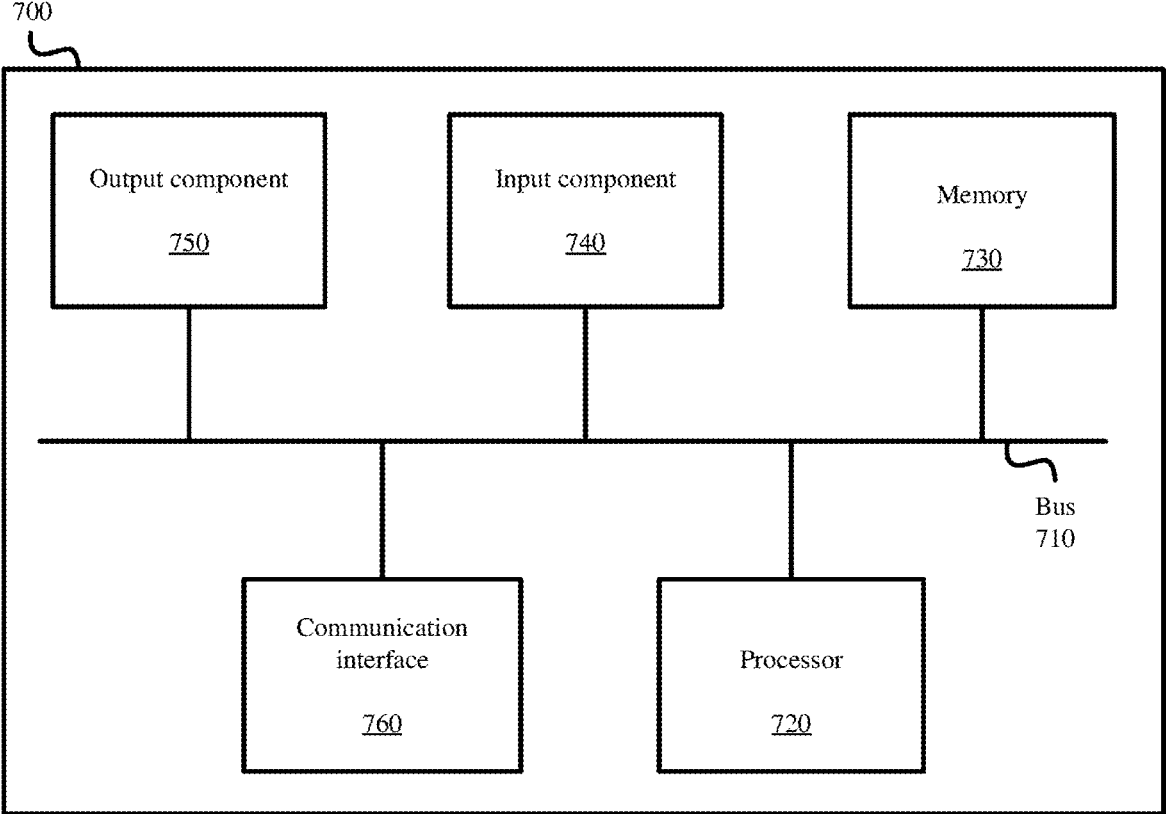 700
Output component
750
Input component
740
Memory
730
Bus
710
Communication
interface
760
Processor
720